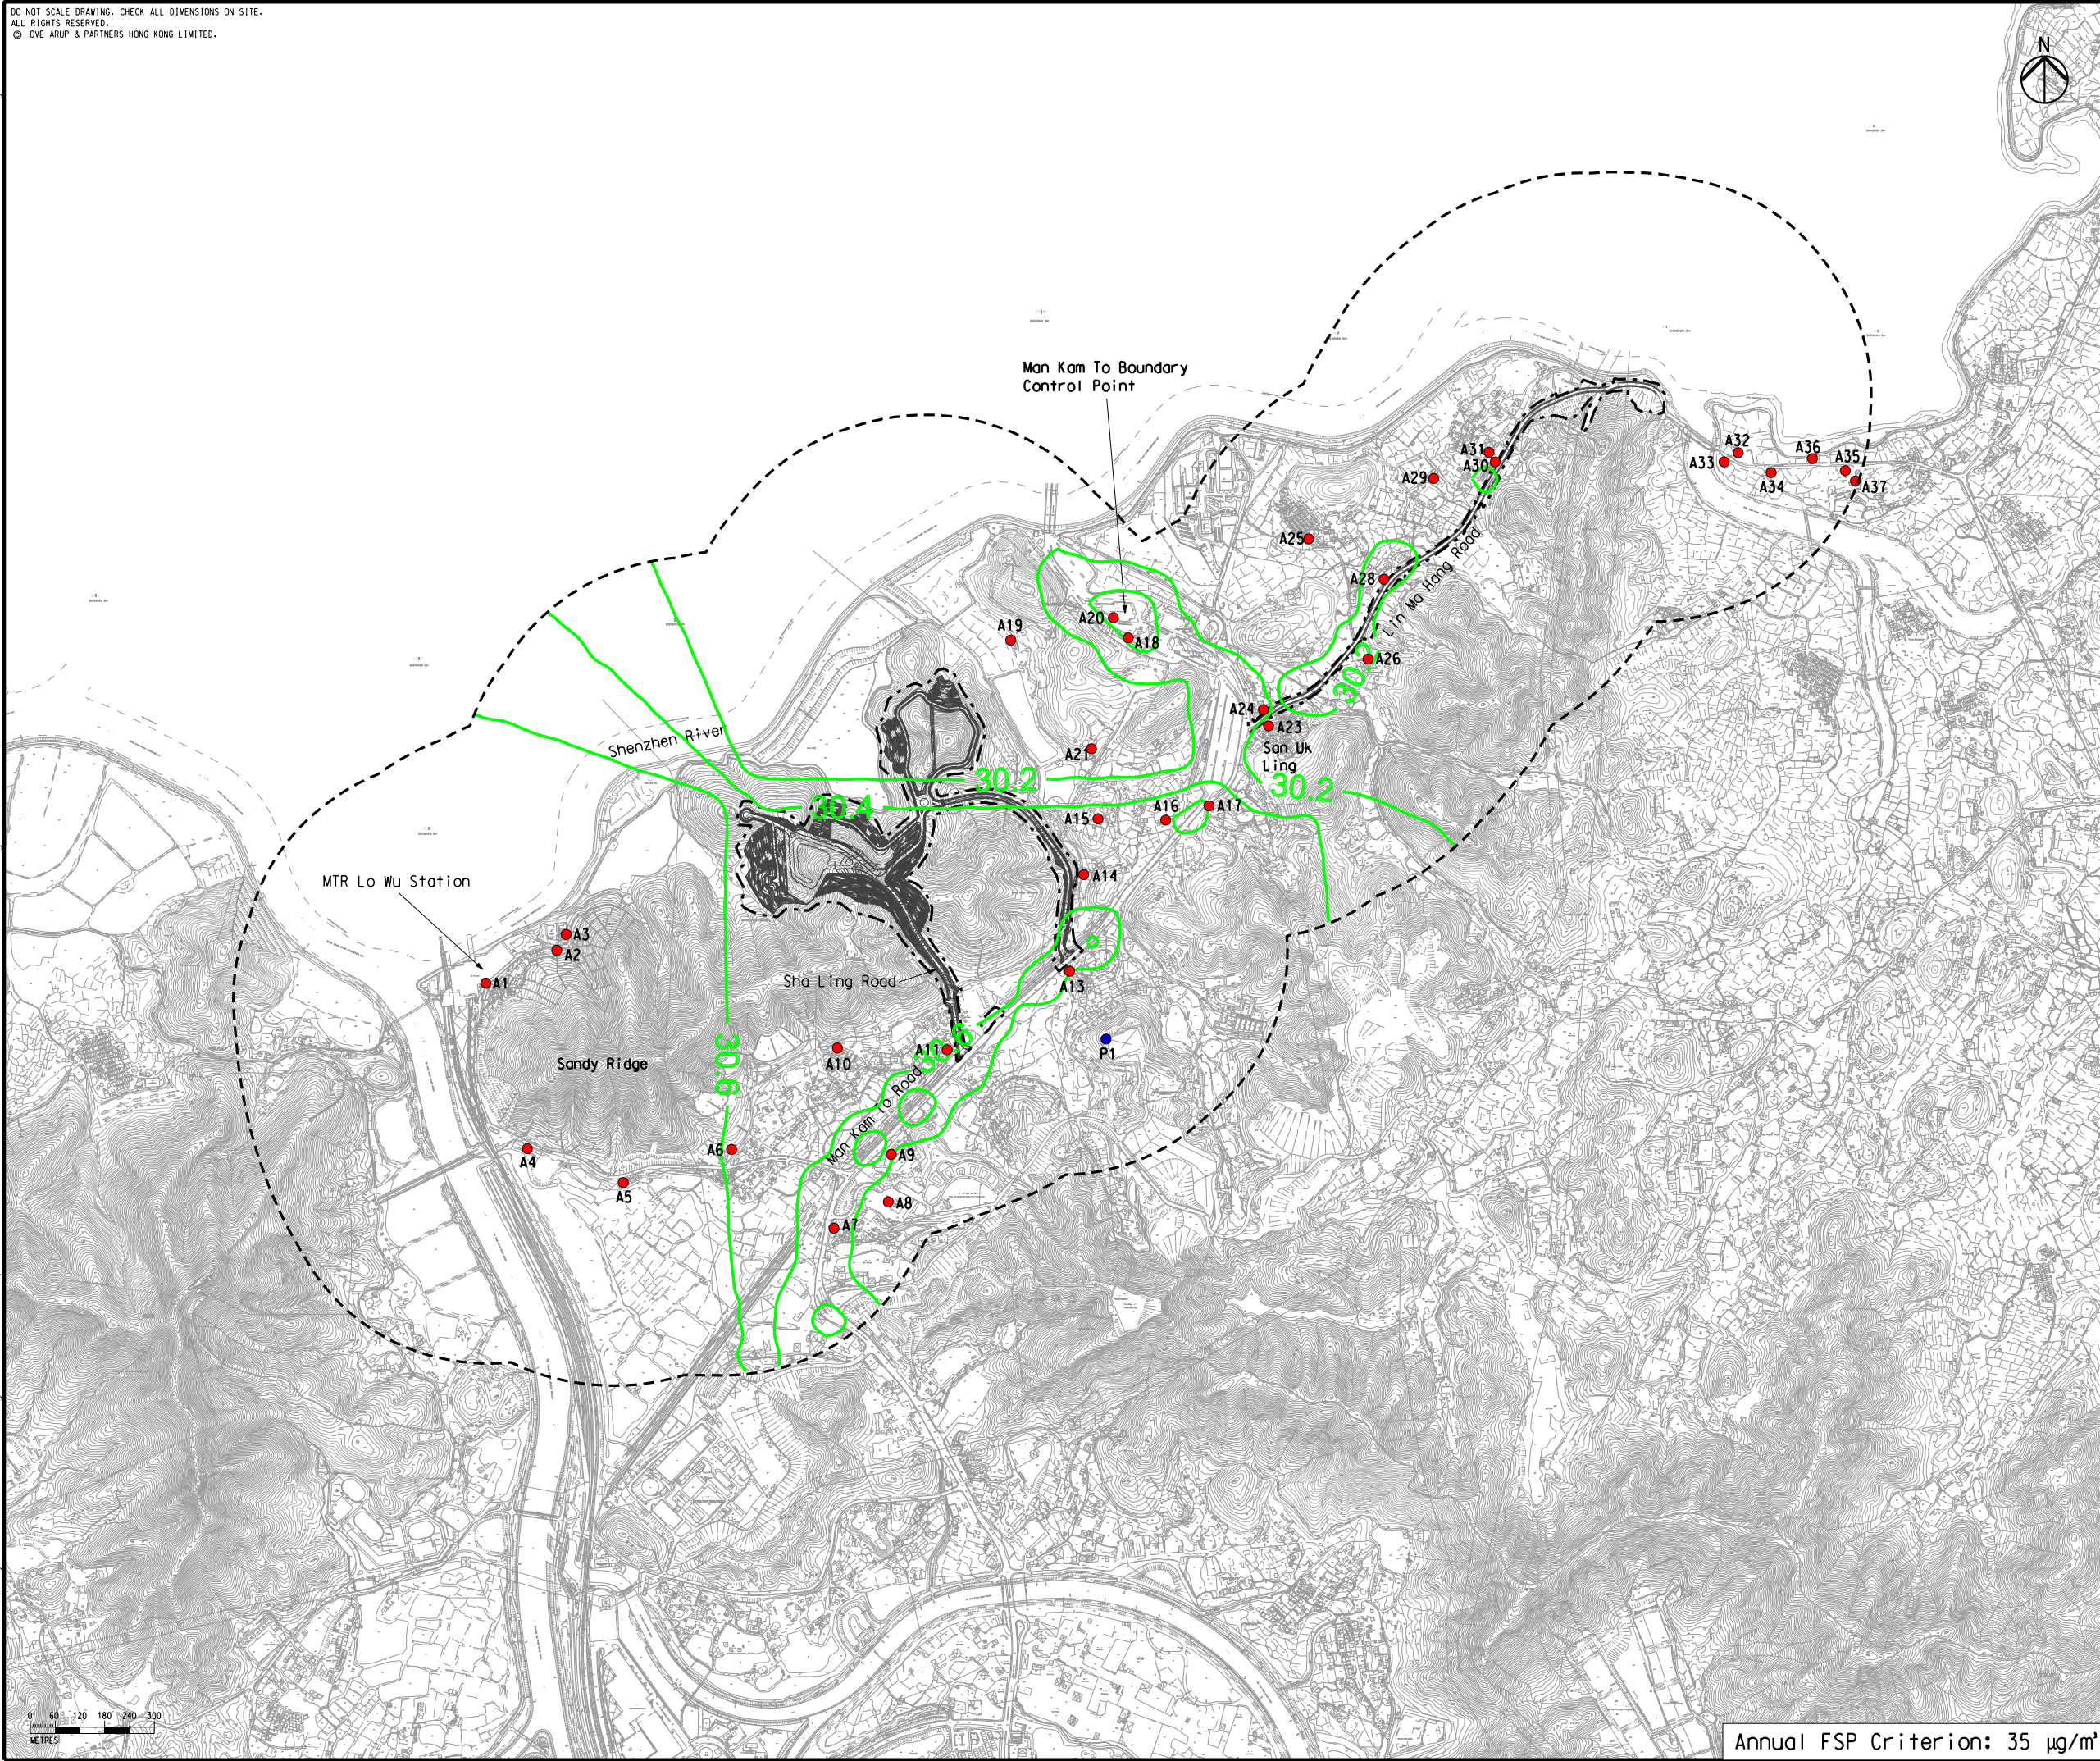 DO NOT SCALE DRAWING. CHECK ALL DIMENSIONS ON SITE.
ALL RIGHTS RESERVED.
© OVE ARUP & PARTNERS HONG KONG LIMITED.
N
Man Kam To Boundary
Control Point
A31
A30
A29
A32
A33
A36
A35
A34
A37
A25
A28
Lin Ma Hang Road
A20
A18
A19
A26
30.2
A24
A23
San Uk
Ling
Shenzhen River
A21
30.2
30.2
30.4
A15
A16
A17
MTR Lo Wu Station
A14
A3
A2
A1
Sha Ling Road
A13
30.6
A11
30.6
P1
Sandy Ridge
A10
Man Kam To Road
A6
A9
A4
A5
A8
A7
0 60 120 180 240 300
METRES
Annual FSP Criterion: 35 µg/m